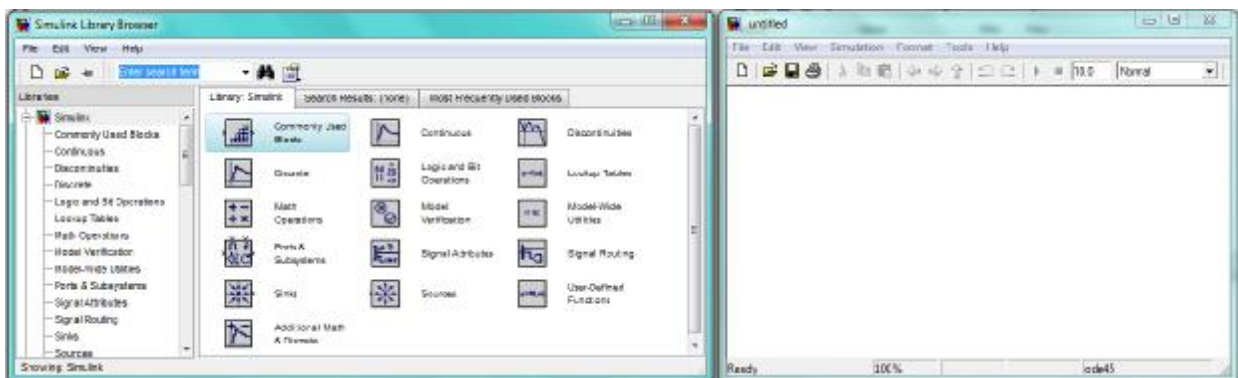 Simulink Library Browser
File Edit View Help
Enter search term
Libraries
Library: Simulink
Search Results: (none)
Most Frequently Used Blocks
Simulink
Commonly Used Blocks
Continuous
Discontinuities
Discrete
Logic and Bit Operations
Lookup Tables
Math Operations
Model Verification
Model-Wide Utilities
Ports & Subsystems
Signal Attributes
Signal Routing
Sinks
Sources
Commonly Used
Blocks
Continuous
Discontinuities
Discrete
Logic and Bit
Operations
Lookup Tables
Math
Operations
Model
Verification
Model-Wide
Utilities
Ports &
Subsystems
Signal Attributes
Signal Routing
Sinks
Sources
User-Defined
Functions
Additional Math
& Discrete
Showing: Simulink
untitled
File Edit View Simulation Format Tools Help
10.0 Normal
Ready 100% ode45